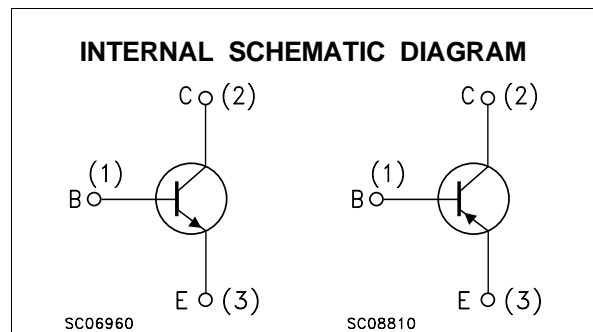 INTERNAL SCHEMATIC DIAGRAM
C (2)
C (2)
(1)
B
(1)
B
E (3)
E (3)
SC06960
SC08810